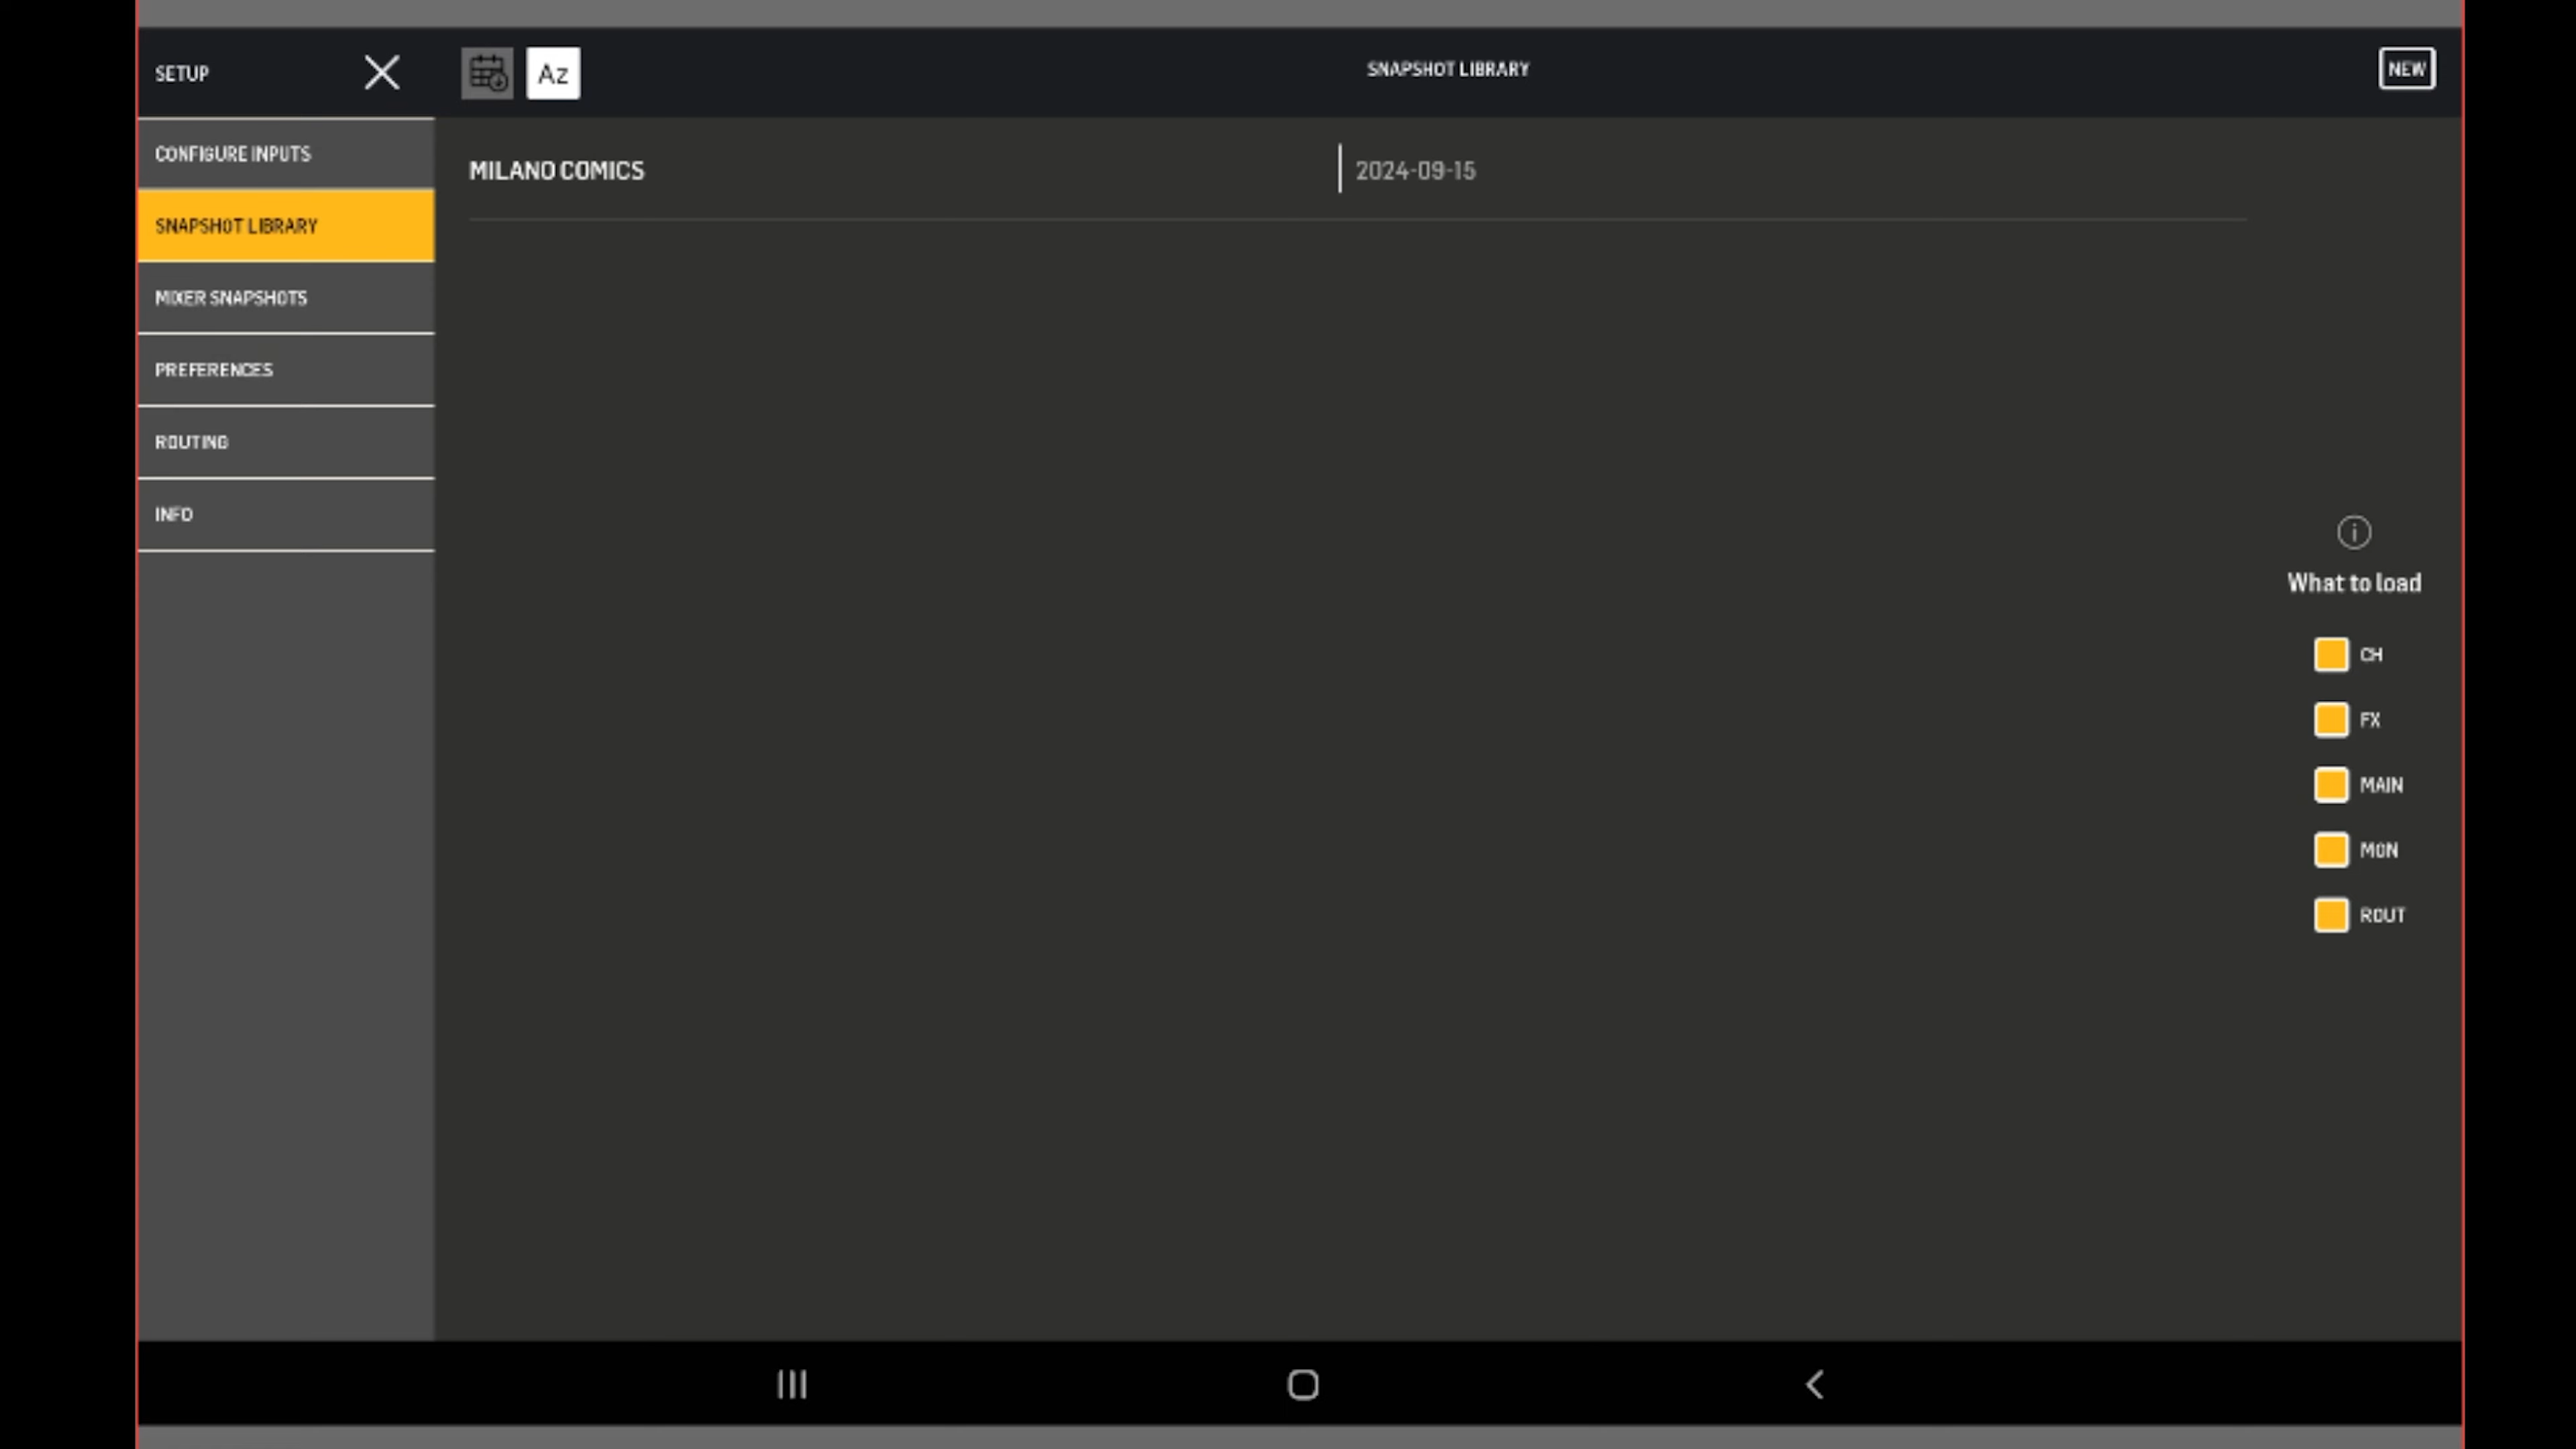 SETUP
Az
SNAPSHOT LIBRARY
NEW
CONFIGURE INPUTS
SNAPSHOT LIBRARY
MIXER SNAPSHOTS
PREFERENCES
ROUTING
INFO
MILANO COMICS
2024-09-15
What to load
CH
FX
MAIN
MON
ROUT